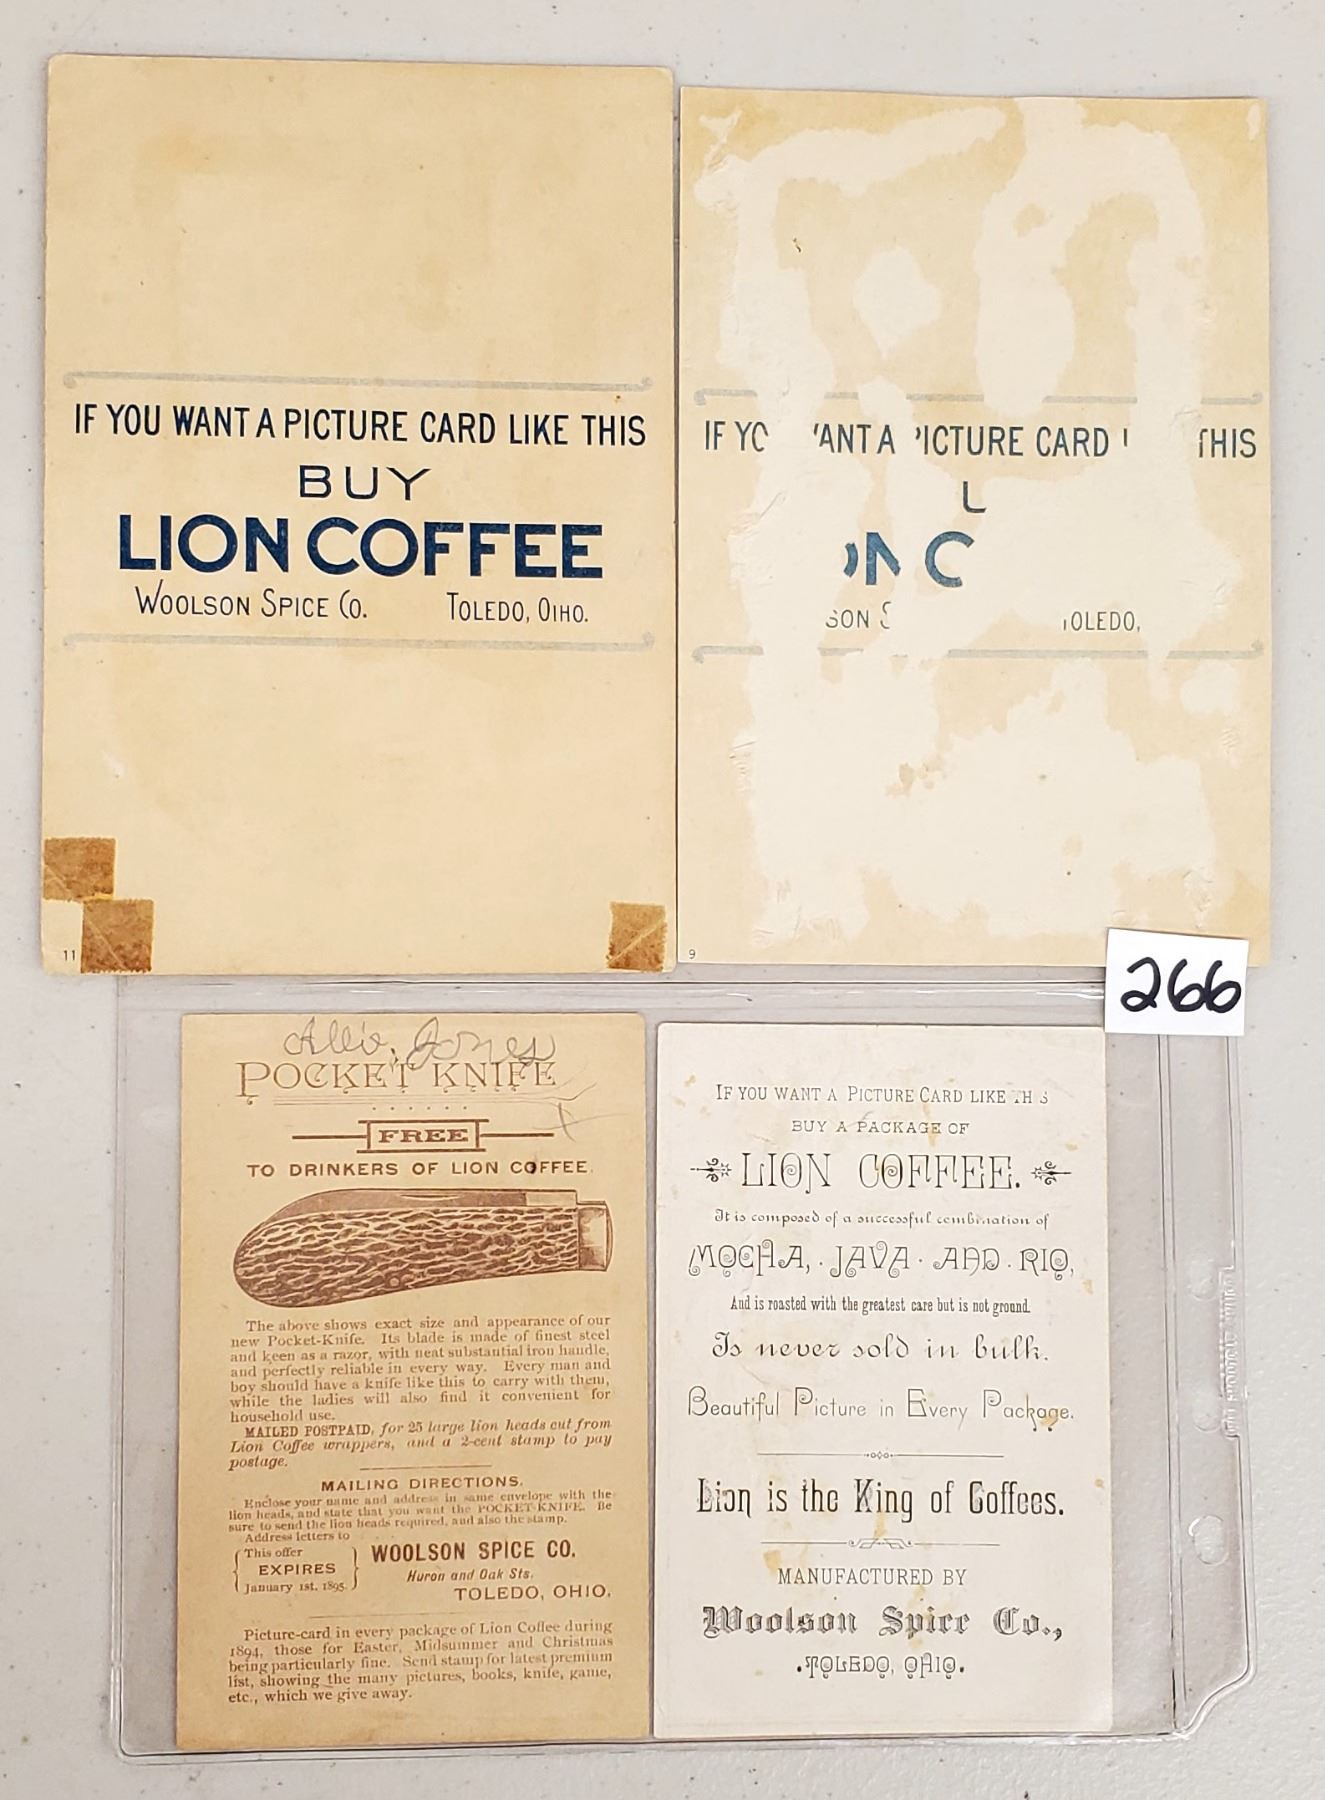 IF YOU WANT A PICTURE CARD LIKE THIS
BUY
LION COFFEE
WOOLSON SPICE CO. TOLEDO, OIHO.
11
IF YO WANT A PICTURE CARD THIS
U
ON C
SON S TOLEDO,
9
266
Allie Jones
POCKET KNIFE
FREE
TO DRINKERS OF LION COFFEE.
The above shows exact size and appearance of our
new Pocket-Knife. Its blade is made of finest steel
and keen as a razor, with neat substantial iron handle,
and perfectly reliable in every way. Every man and
boy should have a knife like this to carry with them,
while the ladies will also find it convenient for
household use.
MAILED POSTPAID, for 25 large lion heads cut from
Lion Coffee wrappers, and a 2-cent stamp to pay
postage.
MAILING DIRECTIONS.
Enclose your name and address in same envelope with the
lion heads, and state that you want the POCKET-KNIFE. Be
sure to send the lion heads required, and also the stamp.
Address letters to
This offer
EXPIRES
January 1st, 1895.
WOOLSON SPICE CO.
Huron and Oak Sts.
TOLEDO, OHIO.
Picture-card in every package of Lion Coffee during
1894, those for Easter, Midsummer and Christmas
being particularly fine. Send stamp for latest premium
list, showing the many pictures, books, knife, game,
etc., which we give away.
IF YOU WANT A PICTURE CARD LIKE THIS
BUY A PACKAGE OF
LION COFFEE.
It is composed of a successful combination of
MOCHA, · JAVA · AND · RIO,
And is roasted with the greatest care but is not ground.
Is never sold in bulk.
Beautiful Picture in Every Package.
Lion is the King of Coffees.
MANUFACTURED BY
Woolson Spice Co.,
TOLEDO, OHIO.